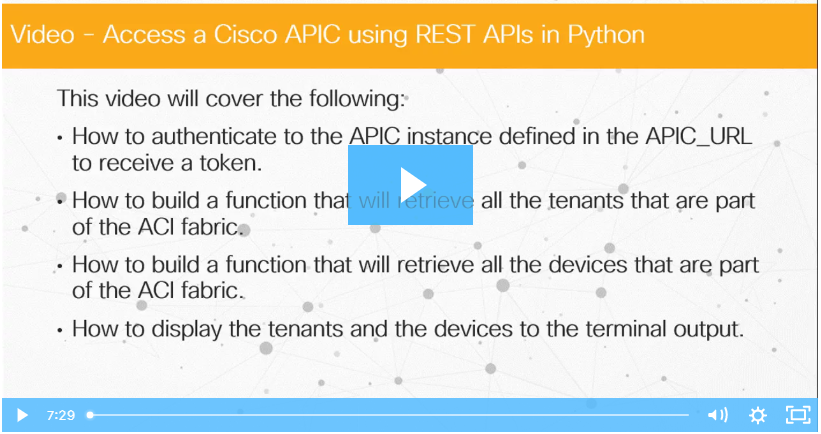 Video - Access a Cisco APIC using REST APIs in Python
This video will cover the following:
• How to authenticate to the APIC instance defined in the APIC_URL
to receive a token.
• How to build a function that will retrieve all the tenants that are part
of the ACI fabric.
• How to build a function that will retrieve all the devices that are part
of the ACI fabric.
• How to display the tenants and the devices to the terminal output.
7:29